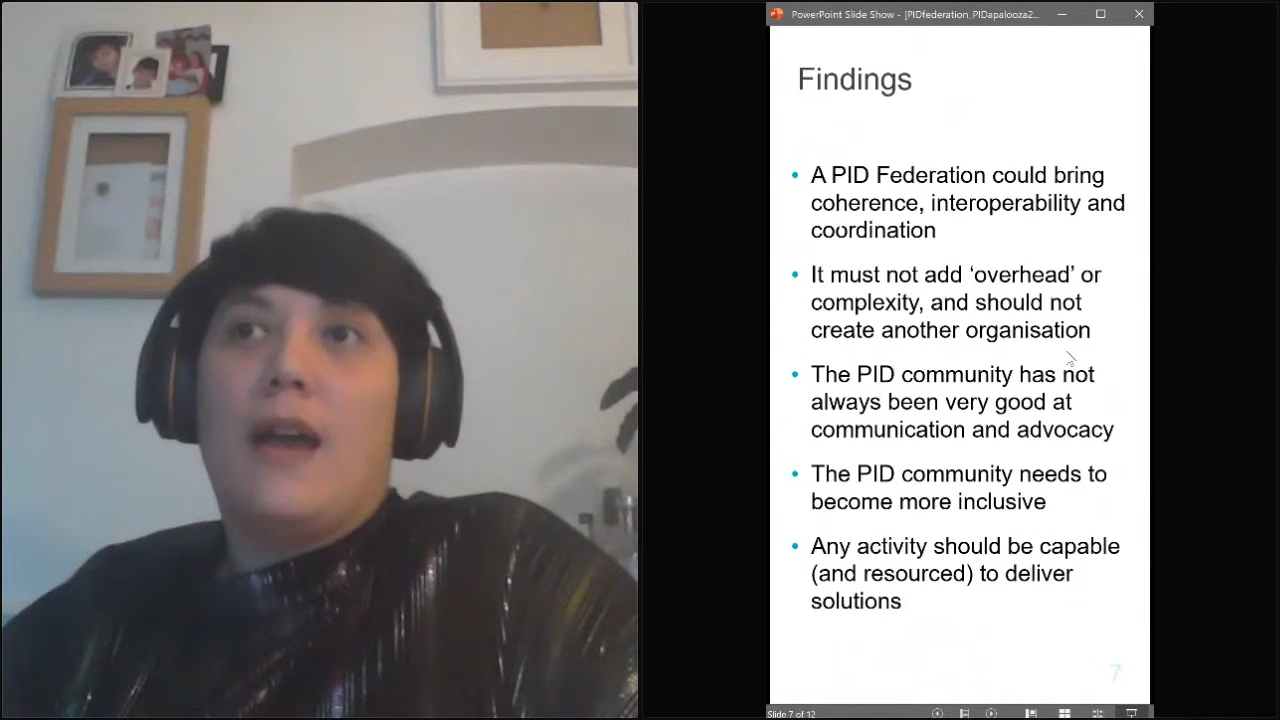 PowerPoint Slide Show - [PIDfederation_PIDapalooza2...
Findings
• A PID Federation could bring
coherence, interoperability and
coordination
• It must not add ‘overhead’ or
complexity, and should not
create another organisation
• The PID community has not
always been very good at
communication and advocacy
• The PID community needs to
become more inclusive
• Any activity should be capable
(and resourced) to deliver
solutions
7
Slide 7 of 12